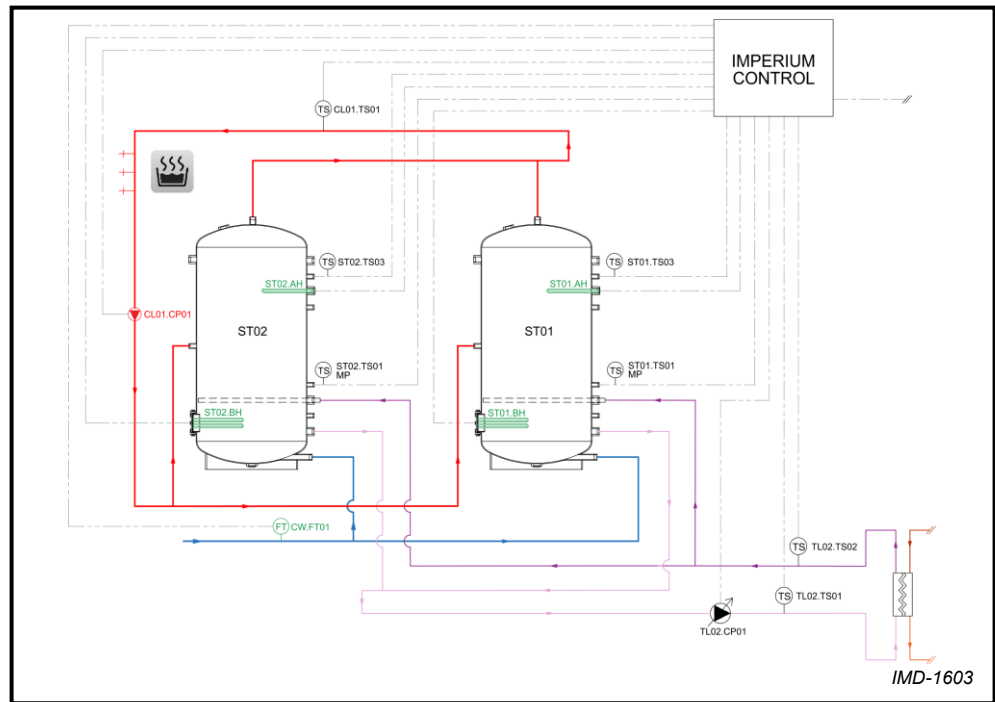 IMPERIUM
CONTROL
TS CL01.TS01
TS ST02.TS03
TS ST01.TS03
ST02.AH
ST01.AH
CL01.CP01
ST02
ST01
TS ST02.TS01
MP
TS ST01.TS01
MP
ST02.BH
ST01.BH
FT CW.FT01
TS TL02.TS02
TS TL02.TS01
TL02.CP01
IMD-1603